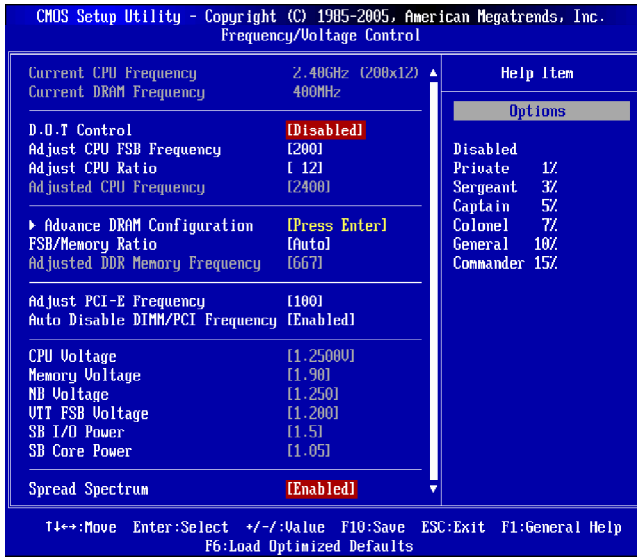 CMOS Setup Utility - Copyright (C) 1985-2005, American Megatrends, Inc.
Frequency/Voltage Control
Current CPU Frequency 2.40GHz (200x12)
Current DRAM Frequency 400MHz
D.O.T Control [Disabled]
Adjust CPU FSB Frequency [200]
Adjust CPU Ratio [ 12]
Adjusted CPU Frequency [2400]
▶ Advance DRAM Configuration [Press Enter]
FSB/Memory Ratio [Auto]
Adjusted DDR Memory Frequency [667]
Adjust PCI-E Frequency [100]
Auto Disable DIMM/PCI Frequency [Enabled]
CPU Voltage [1.2500V]
Memory Voltage [1.90]
NB Voltage [1.250]
VTT FSB Voltage [1.200]
SB I/O Power [1.5]
SB Core Power [1.05]
Spread Spectrum [Enabled]
Help Item
Options
Disabled
Private 1%
Sergeant 3%
Captain 5%
Colonel 7%
General 10%
Commander 15%
↑↓←→:Move Enter:Select +/-/:Value F10:Save ESC:Exit F1:General Help
F6:Load Optimized Defaults